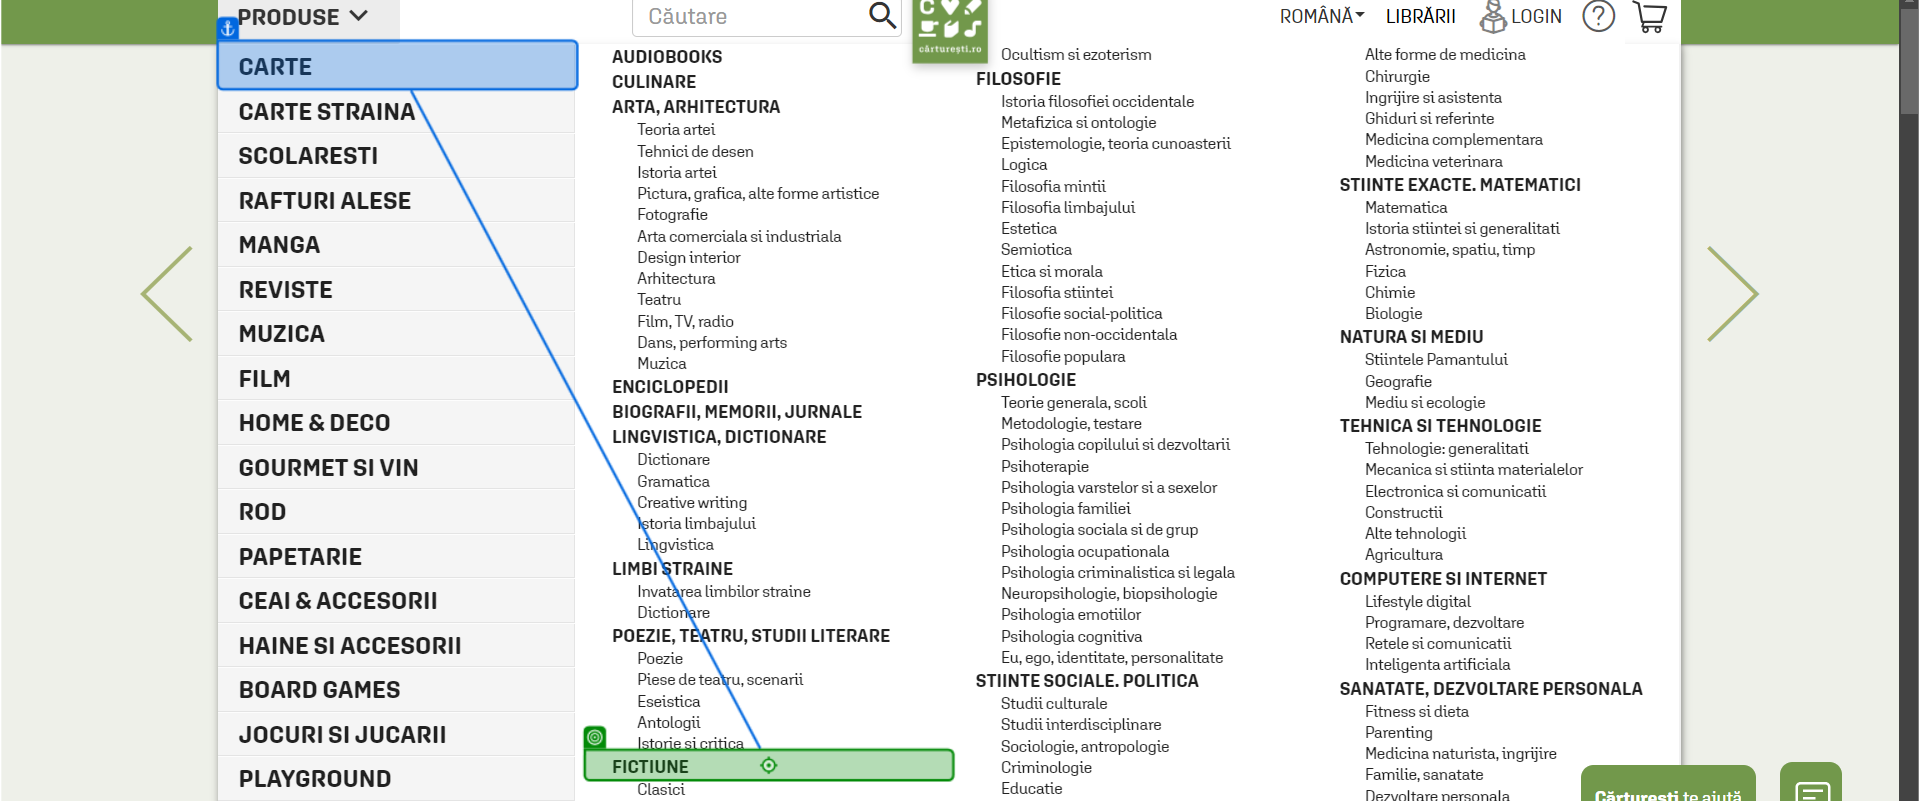 PRODUSE
Căutare
cărturești.ro
ROMÂNĂ
LIBRĂRII
LOGIN
?
CARTE
CARTE STRAINA
SCOLARESTI
RAFTURI ALESE
MANGA
REVISTE
MUZICA
FILM
HOME & DECO
GOURMET SI VIN
ROD
PAPETARIE
CEAI & ACCESORII
HAINE SI ACCESORII
BOARD GAMES
JOCURI SI JUCARII
PLAYGROUND
AUDIOBOOKS
CULINARE
ARTA, ARHITECTURA
Teoria artei
Tehnici de desen
Istoria artei
Pictura, grafica, alte forme artistice
Fotografie
Arta comerciala si industriala
Design interior
Arhitectura
Teatru
Film, TV, radio
Dans, performing arts
Muzica
ENCICLOPEDII
BIOGRAFII, MEMORII, JURNALE
LINGVISTICA, DICTIONARE
Dictionare
Gramatica
Creative writing
Istoria limbajului
Lingvistica
LIMBI STRAINE
Invatarea limbilor straine
Dictionare
POEZIE, TEATRU, STUDII LITERARE
Poezie
Piese de teatru, scenarii
Eseistica
Antologii
Istorie si critica
FICTIUNE
Clasici
Ocultism si ezoterism
FILOSOFIE
Istoria filosofiei occidentale
Metafizica si ontologie
Epistemologie, teoria cunoasterii
Logica
Filosofia mintii
Filosofia limbajului
Estetica
Semiotica
Etica si morala
Filosofia stiintei
Filosofie social-politica
Filosofie non-occidentala
Filosofie populara
PSIHOLOGIE
Teorie generala, scoli
Metodologie, testare
Psihologia copilului si dezvoltarii
Psihoterapie
Psihologia varstelor si a sexelor
Psihologia familiei
Psihologia sociala si de grup
Psihologia ocupationala
Psihologia criminalistica si legala
Neuropsihologie, biopsihologie
Psihologia emotiilor
Psihologia cognitiva
Eu, ego, identitate, personalitate
STIINTE SOCIALE. POLITICA
Studii culturale
Studii interdisciplinare
Sociologie, antropologie
Criminologie
Educatie
Alte forme de medicina
Chirurgie
Ingrijire si asistenta
Ghiduri si referinte
Medicina complementara
Medicina veterinara
STIINTE EXACTE. MATEMATICI
Matematica
Istoria stiintei si generalitati
Astronomie, spatiu, timp
Fizica
Chimie
Biologie
NATURA SI MEDIU
Stiintele Pamantului
Geografie
Mediu si ecologie
TEHNICA SI TEHNOLOGIE
Tehnologie: generalitati
Mecanica si stiinta materialelor
Electronica si comunicatii
Constructii
Alte tehnologii
Agricultura
COMPUTERE SI INTERNET
Lifestyle digital
Programare, dezvoltare
Retele si comunicatii
Inteligenta artificiala
SANATATE, DEZVOLTARE PERSONALA
Fitness si dieta
Parenting
Medicina naturista, ingrijire
Familie, sanatate
Dezvoltare personala
Cărturești te ajută